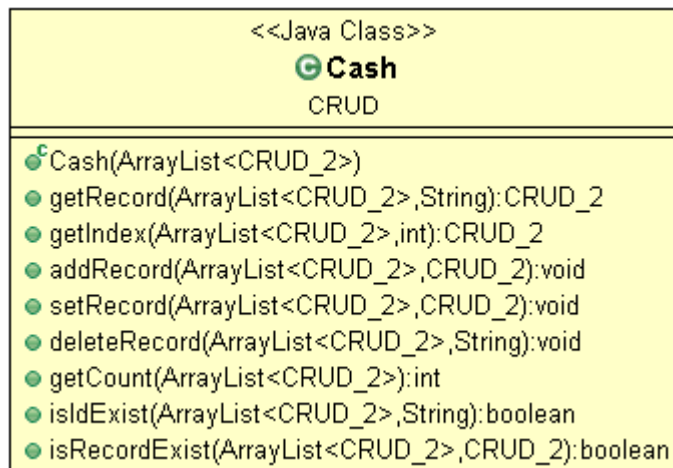 <<Java Class>>
C Cash
CRUD
c Cash(ArrayList<CRUD_2>)
getRecord(ArrayList<CRUD_2>,String):CRUD_2
getIndex(ArrayList<CRUD_2>,int):CRUD_2
addRecord(ArrayList<CRUD_2>,CRUD_2):void
setRecord(ArrayList<CRUD_2>,CRUD_2):void
deleteRecord(ArrayList<CRUD_2>,String):void
getCount(ArrayList<CRUD_2>):int
isIdExist(ArrayList<CRUD_2>,String):boolean
isRecordExist(ArrayList<CRUD_2>,CRUD_2):boolean